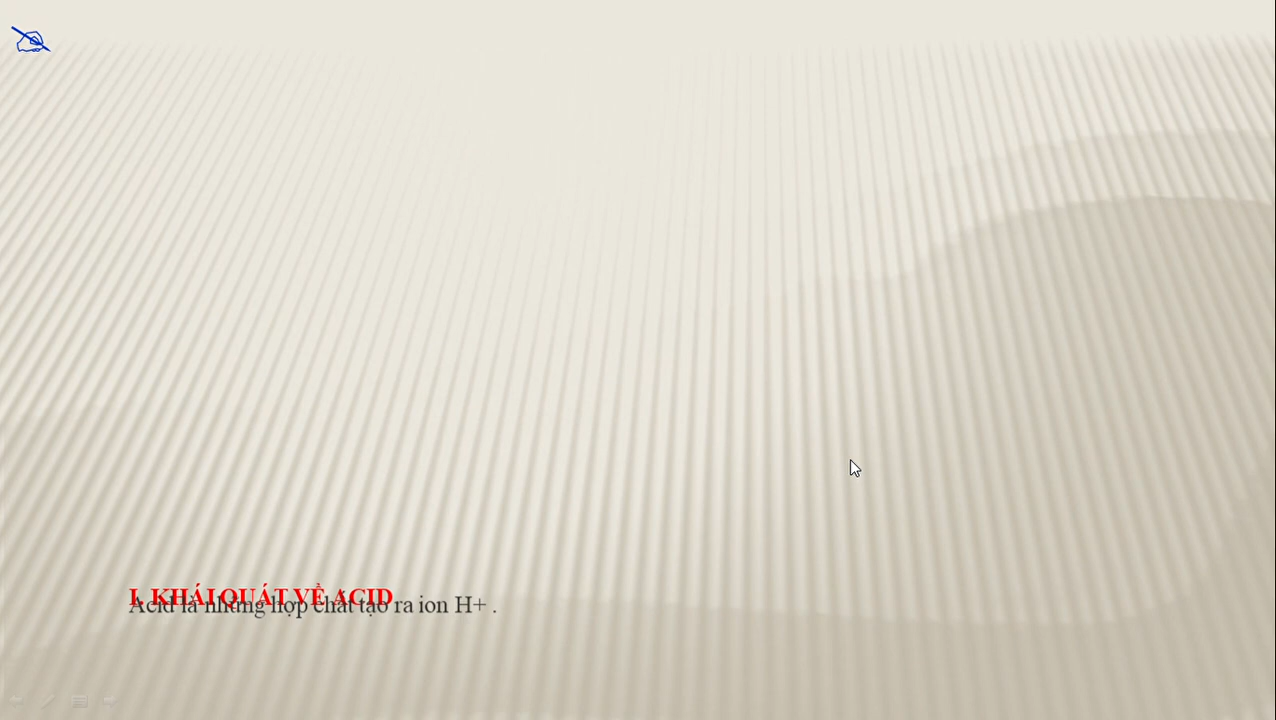 I. KHÁI QUÁT VỀ ACID
Acid là những hợp chất tạo ra ion H+ .